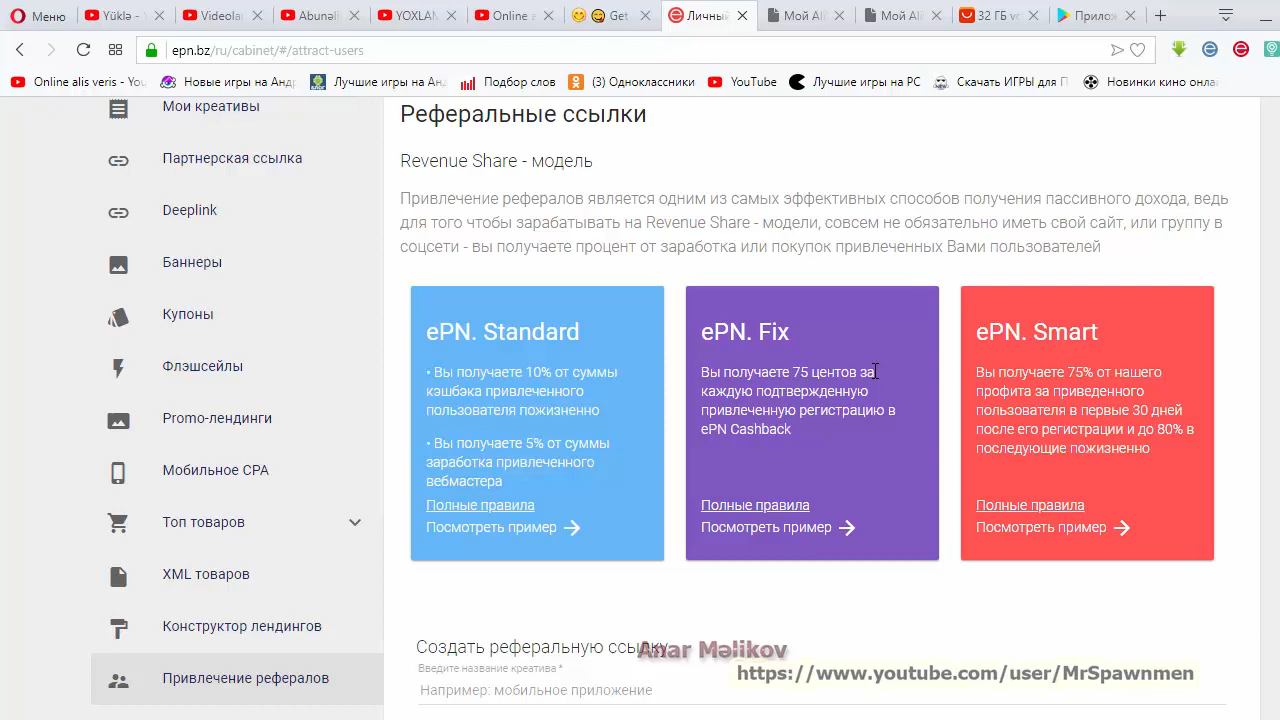 Меню
Yüklə -
Videolar
Abunəl
YOXLAN
Online a
Get
Личный
Мой Ali
Мой Ali
32 ГБ
Прило
epn.bz/ru/cabinet/#/attract-users
Online alis veris - You
Новые игры на Андр
Лучшие игры на Анд
Подбор слов
(3) Одноклассники
YouTube
Лучшие игры на PC
Скачать ИГРЫ для П
Новинки кино онла
Мои креативы
Партнерская ссылка
Deeplink
Баннеры
Купоны
Флэшсейлы
Promo-лендинги
Мобильное CPA
Топ товаров
XML товаров
Конструктор лендингов
Привлечение рефералов
Реферальные ссылки
Revenue Share - модель
Привлечение рефералов является одним из самых эффективных способов получения пассивного дохода, ведь
для того чтобы зарабатывать на Revenue Share - модели, совсем не обязательно иметь свой сайт, или группу в
соцсети - вы получаете процент от заработка или покупок привлеченных Вами пользователей
ePN. Standard
• Вы получаете 10% от суммы
кэшбэка привлеченного
пользователя пожизненно
• Вы получаете 5% от суммы
заработка привлеченного
вебмастера
Полные правила
Посмотреть пример
ePN. Fix
Вы получаете 75 центов за
каждую подтвержденную
привлеченную регистрацию в
ePN Cashback
Полные правила
Посмотреть пример
ePN. Smart
Вы получаете 75% от нашего
профита за приведенного
пользователя в первые 30 дней
после его регистрации и до 80% в
последующие пожизненно
Полные правила
Посмотреть пример
Создать реферальную ссылку
Введите название креатива *
Например: мобильное приложение
Məlikov
https://www.youtube.com/user/MrSpawnmen